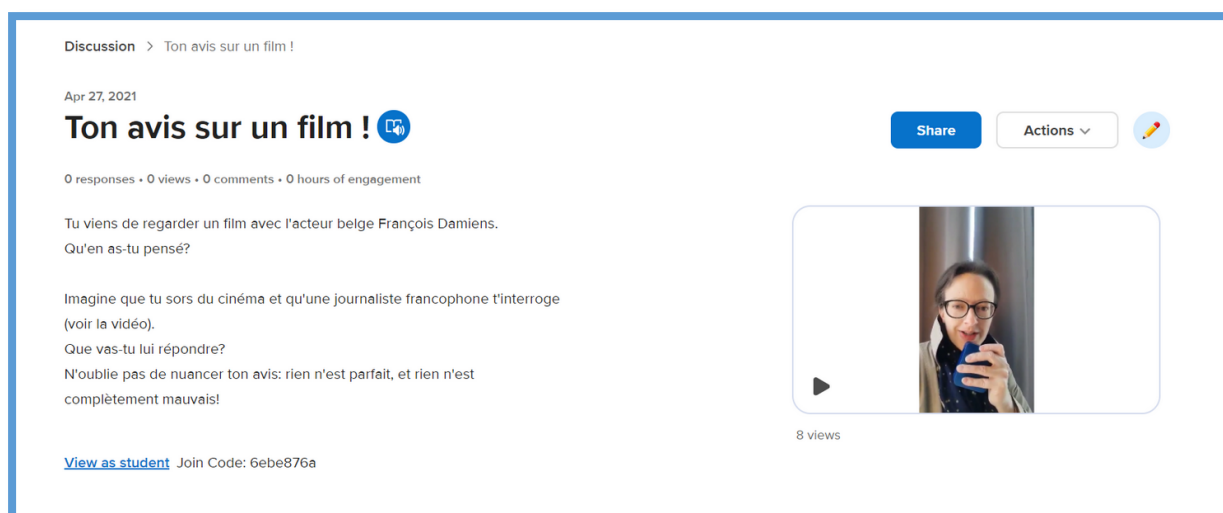 Discussion > Ton avis sur un film !
Apr 27, 2021
Ton avis sur un film !
Share
Actions
0 responses • 0 views • 0 comments • 0 hours of engagement
Tu viens de regarder un film avec l'acteur belge François Damiens.
Qu'en as-tu pensé?
Imagine que tu sors du cinéma et qu'une journaliste francophone t'interroge
(voir la vidéo).
Que vas-tu lui répondre?
N'oublie pas de nuancer ton avis: rien n'est parfait, et rien n'est
complètement mauvais!
8 views
View as student Join Code: 6ebe876a